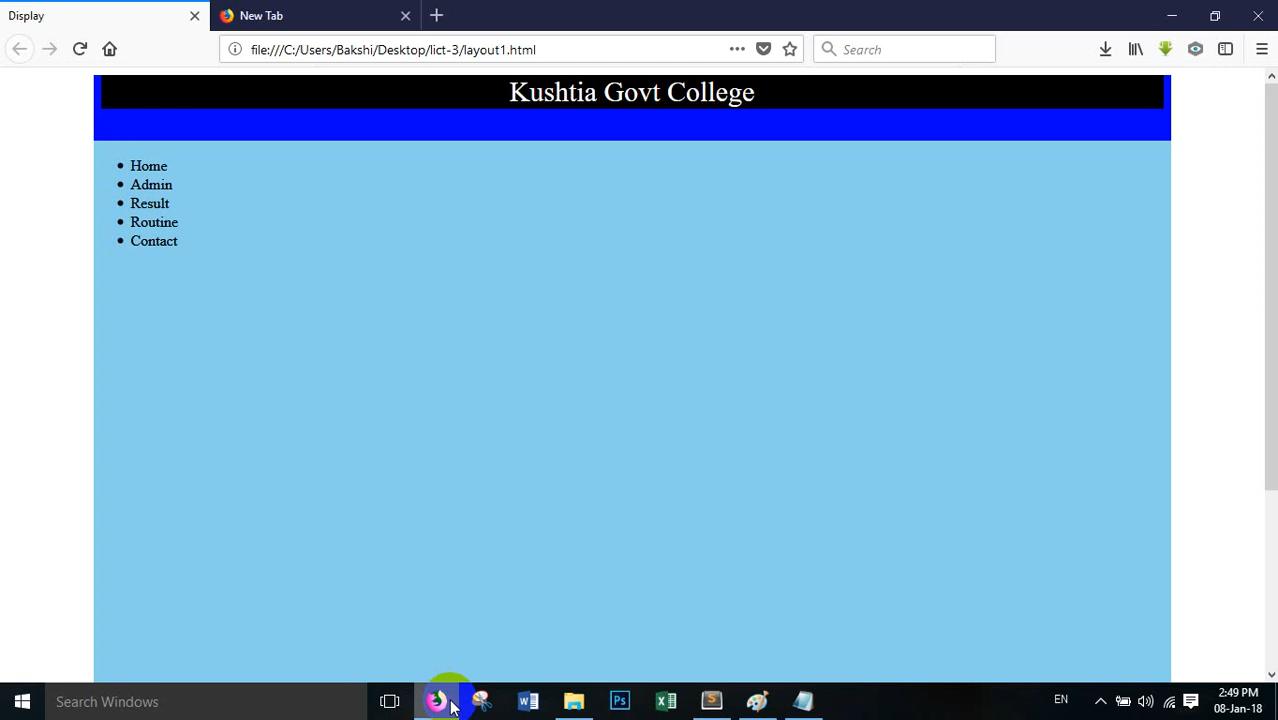 Display
New Tab
file:///C:/Users/Bakshi/Desktop/lict-3/layout1.html
Search
Kushtia Govt College
Home
Admin
Result
Routine
Contact
Search Windows
EN
2:49 PM
08-Jan-18